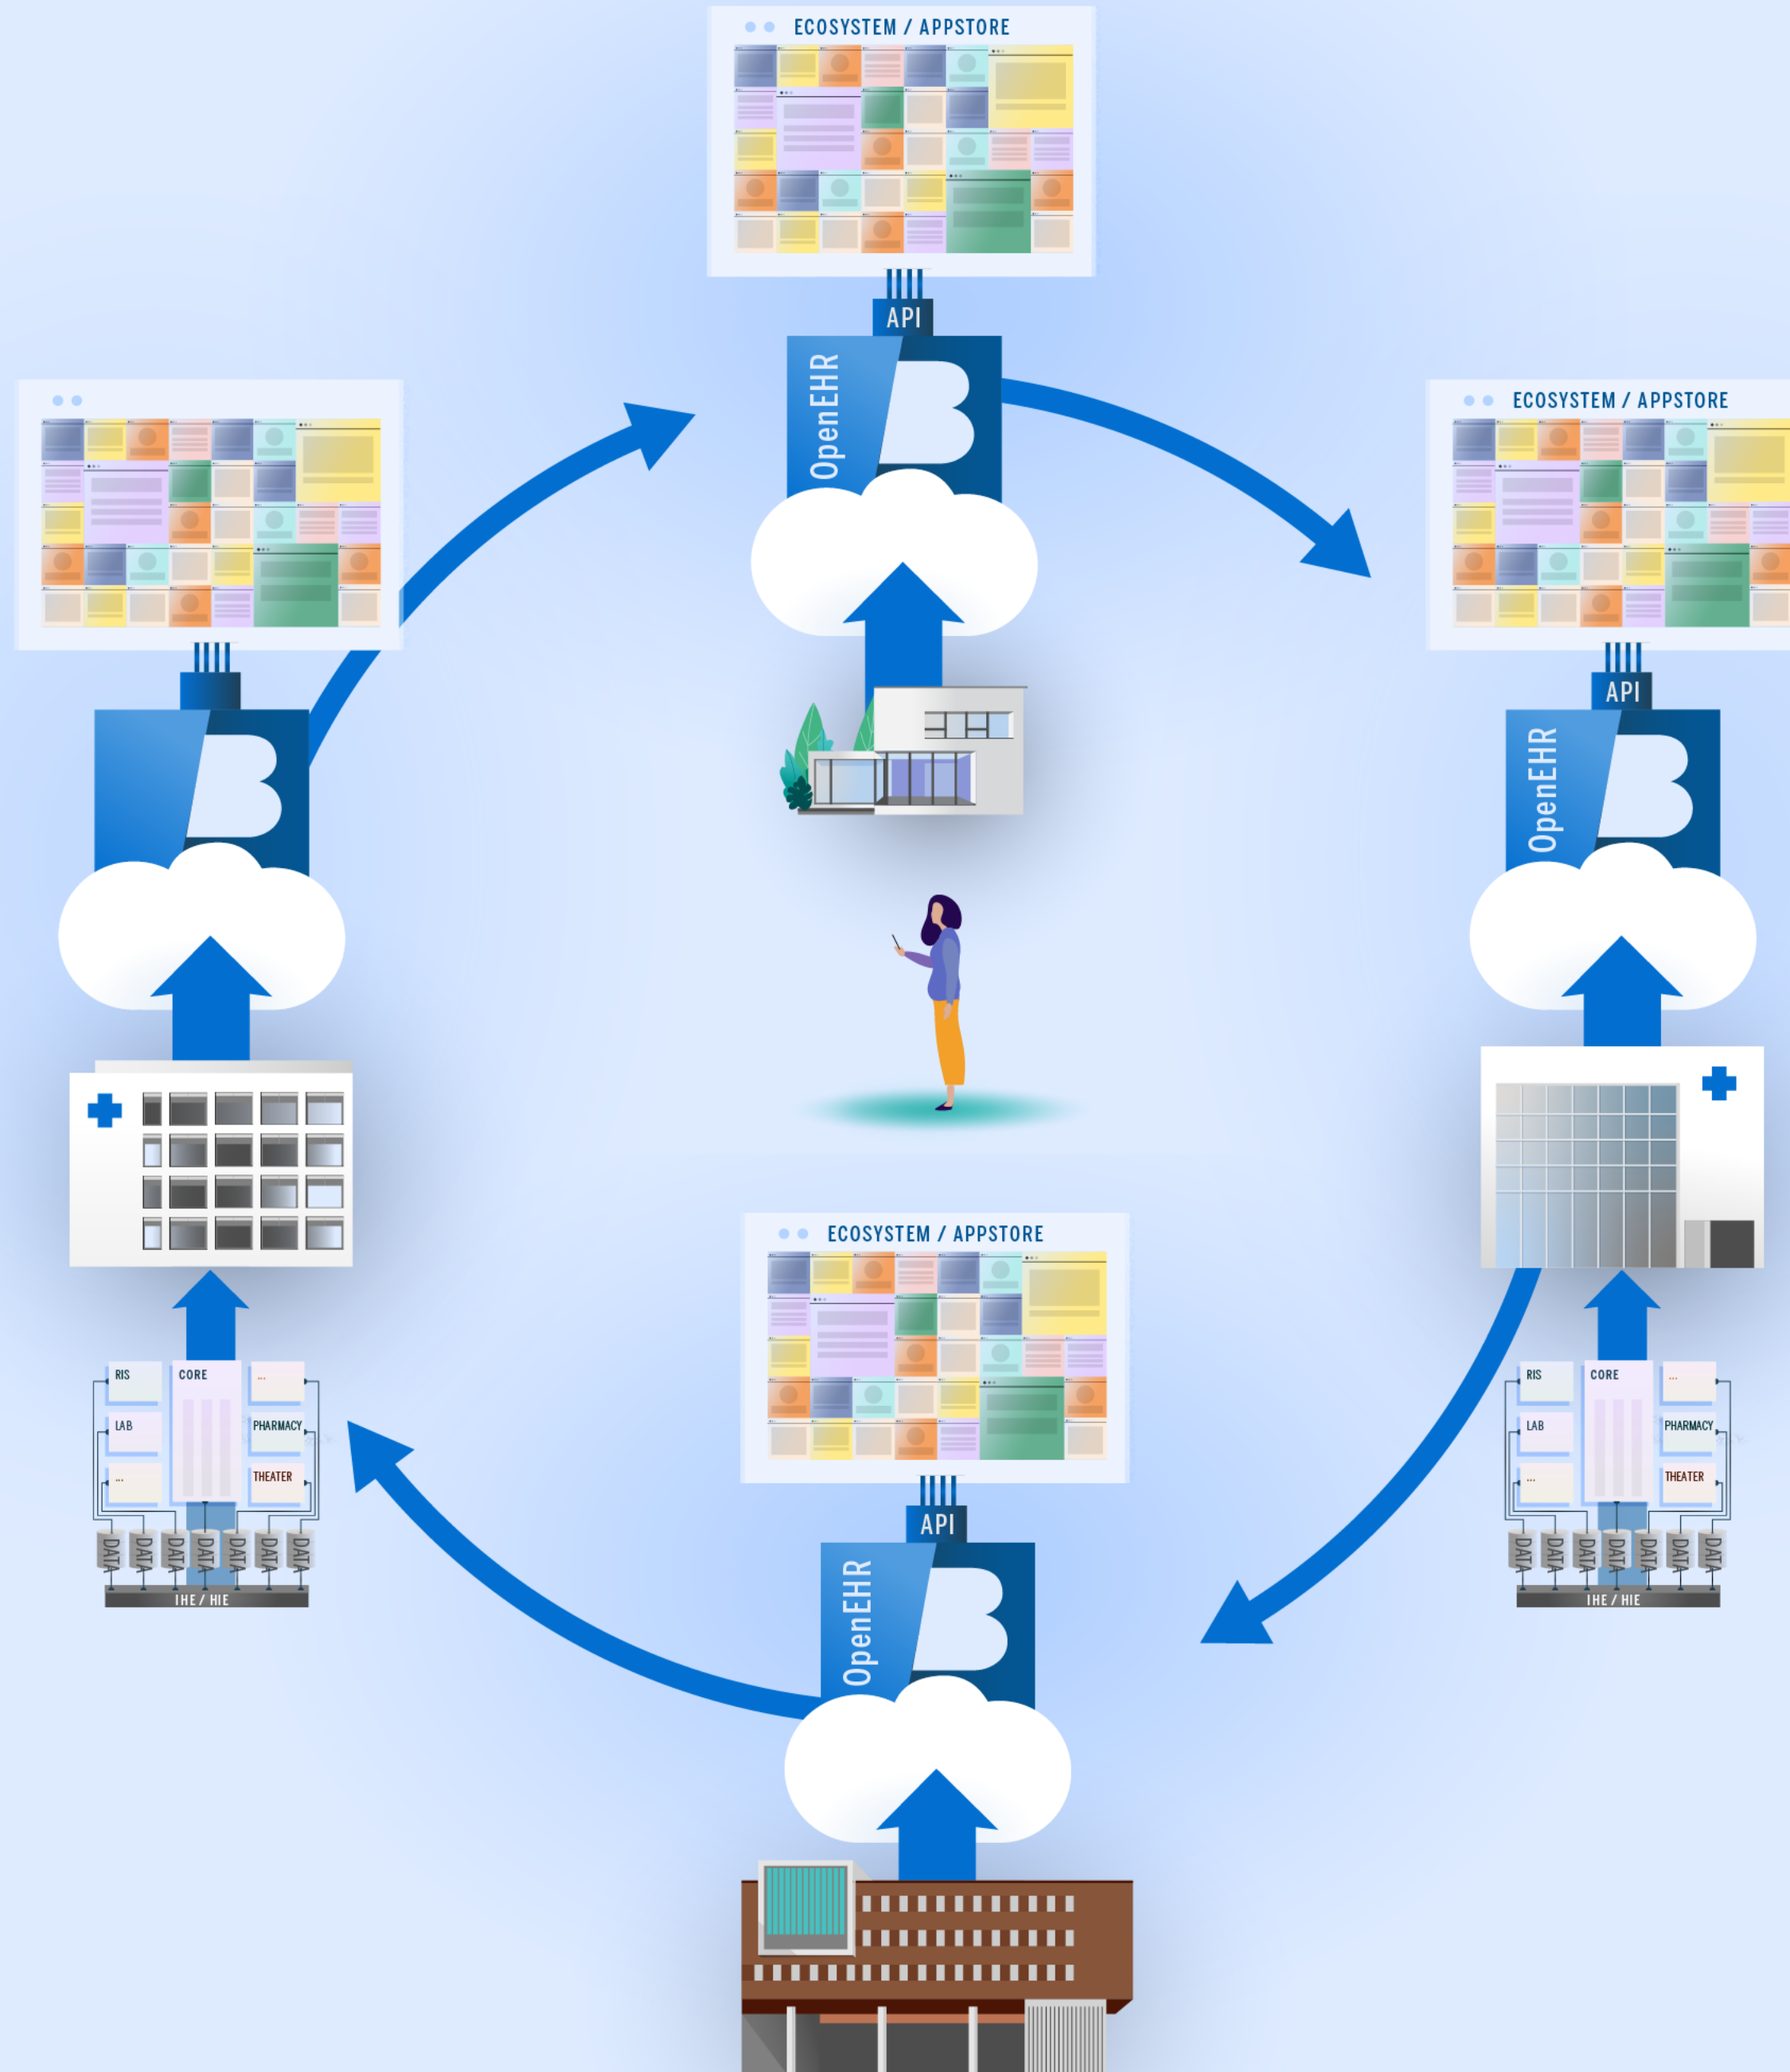 ECOSYSTEM / APPSTORE
API
OpenEHR
B
B
ECOSYSTEM / APPSTORE
API
OpenEHR
B
RIS
CORE
...
LAB
PHARMACY
...
THEATER
DATA
DATA
DATA
DATA
DATA
DATA
DATA
IHE / HIE
ECOSYSTEM / APPSTORE
API
OpenEHR
B
RIS
CORE
...
LAB
PHARMACY
...
THEATER
DATA
DATA
DATA
DATA
DATA
DATA
DATA
IHE / HIE